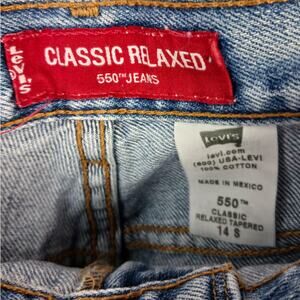 LEVI'S
CLASSIC RELAXED
550™ JEANS
Levi's
levi.com
(800) USA-LEVI
100% COTTON
MADE IN MEXICO
550™
CLASSIC
RELAXED TAPERED
14 S